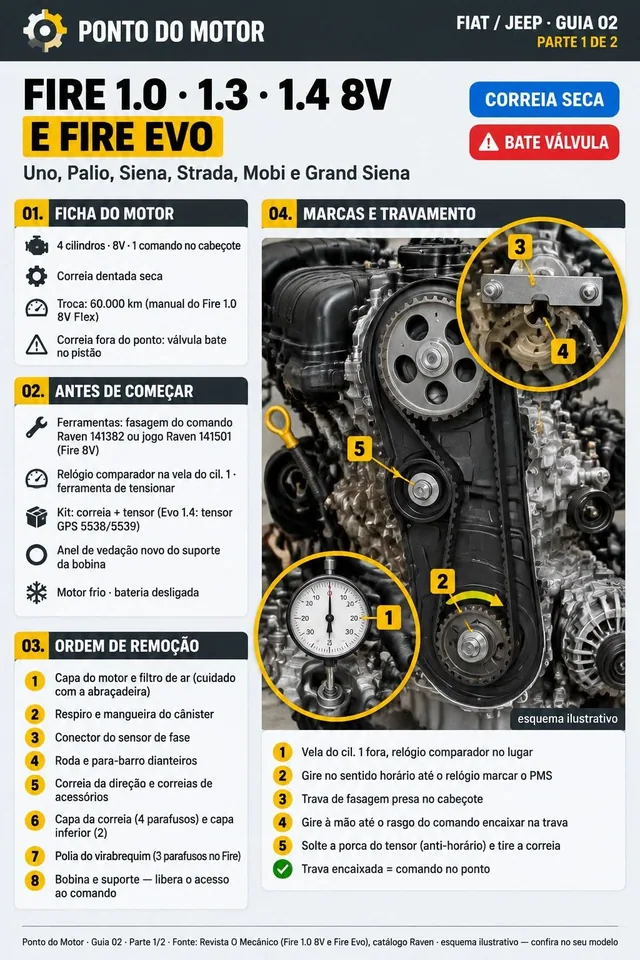 PONTO DO MOTOR
FIAT / JEEP · GUIA 02
PARTE 1 DE 2
FIRE 1.0 · 1.3 · 1.4 8V
E FIRE EVO
Uno, Palio, Siena, Strada, Mobi e Grand Siena
CORREIA SECA
BATE VÁLVULA
01. FICHA DO MOTOR
4 cilindros · 8V · 1 comando no cabeçote
Correia dentada seca
Troca: 60.000 km (manual do Fire 1.0
8V Flex)
Correia fora do ponto: válvula bate
no pistão
02. ANTES DE COMEÇAR
Ferramentas: fasagem do comando
Raven 141382 ou jogo Raven 141501
(Fire 8V)
Relógio comparador na vela do cil. 1 ·
ferramenta de tensionar
Kit: correia + tensor (Evo 1.4: tensor
GPS 5538/5539)
Anel de vedação novo do suporte
da bobina
Motor frio · bateria desligada
03. ORDEM DE REMOÇÃO
1 Capa do motor e filtro de ar (cuidado
com a abraçadeira)
2 Respiro e mangueira do cânister
3 Conector do sensor de fase
4 Roda e para-barro dianteiros
5 Correia da direção e correias de
acessórios
6 Capa da correia (4 parafusos) e capa
inferior (2)
7 Polia do virabrequim (3 parafusos no Fire)
8 Bobina e suporte — libera o acesso
ao comando
04. MARCAS E TRAVAMENTO
3
4
5
2
1
0
10
10
20
20
30
30
esquema ilustrativo
1 Vela do cil. 1 fora, relógio comparador no lugar
2 Gire no sentido horário até o relógio marcar o PMS
3 Trava de fasagem presa no cabeçote
4 Gire à mão até o rasgo do comando encaixar na trava
5 Solte a porca do tensor (anti-horário) e tire a correia
Trava encaixada = comando no ponto
Ponto do Motor · Guia 02 · Parte 1/2 · Fonte: Revista O Mecânico (Fire 1.0 8V e Fire Evo), catálogo Raven · esquema ilustrativo — confira no seu modelo